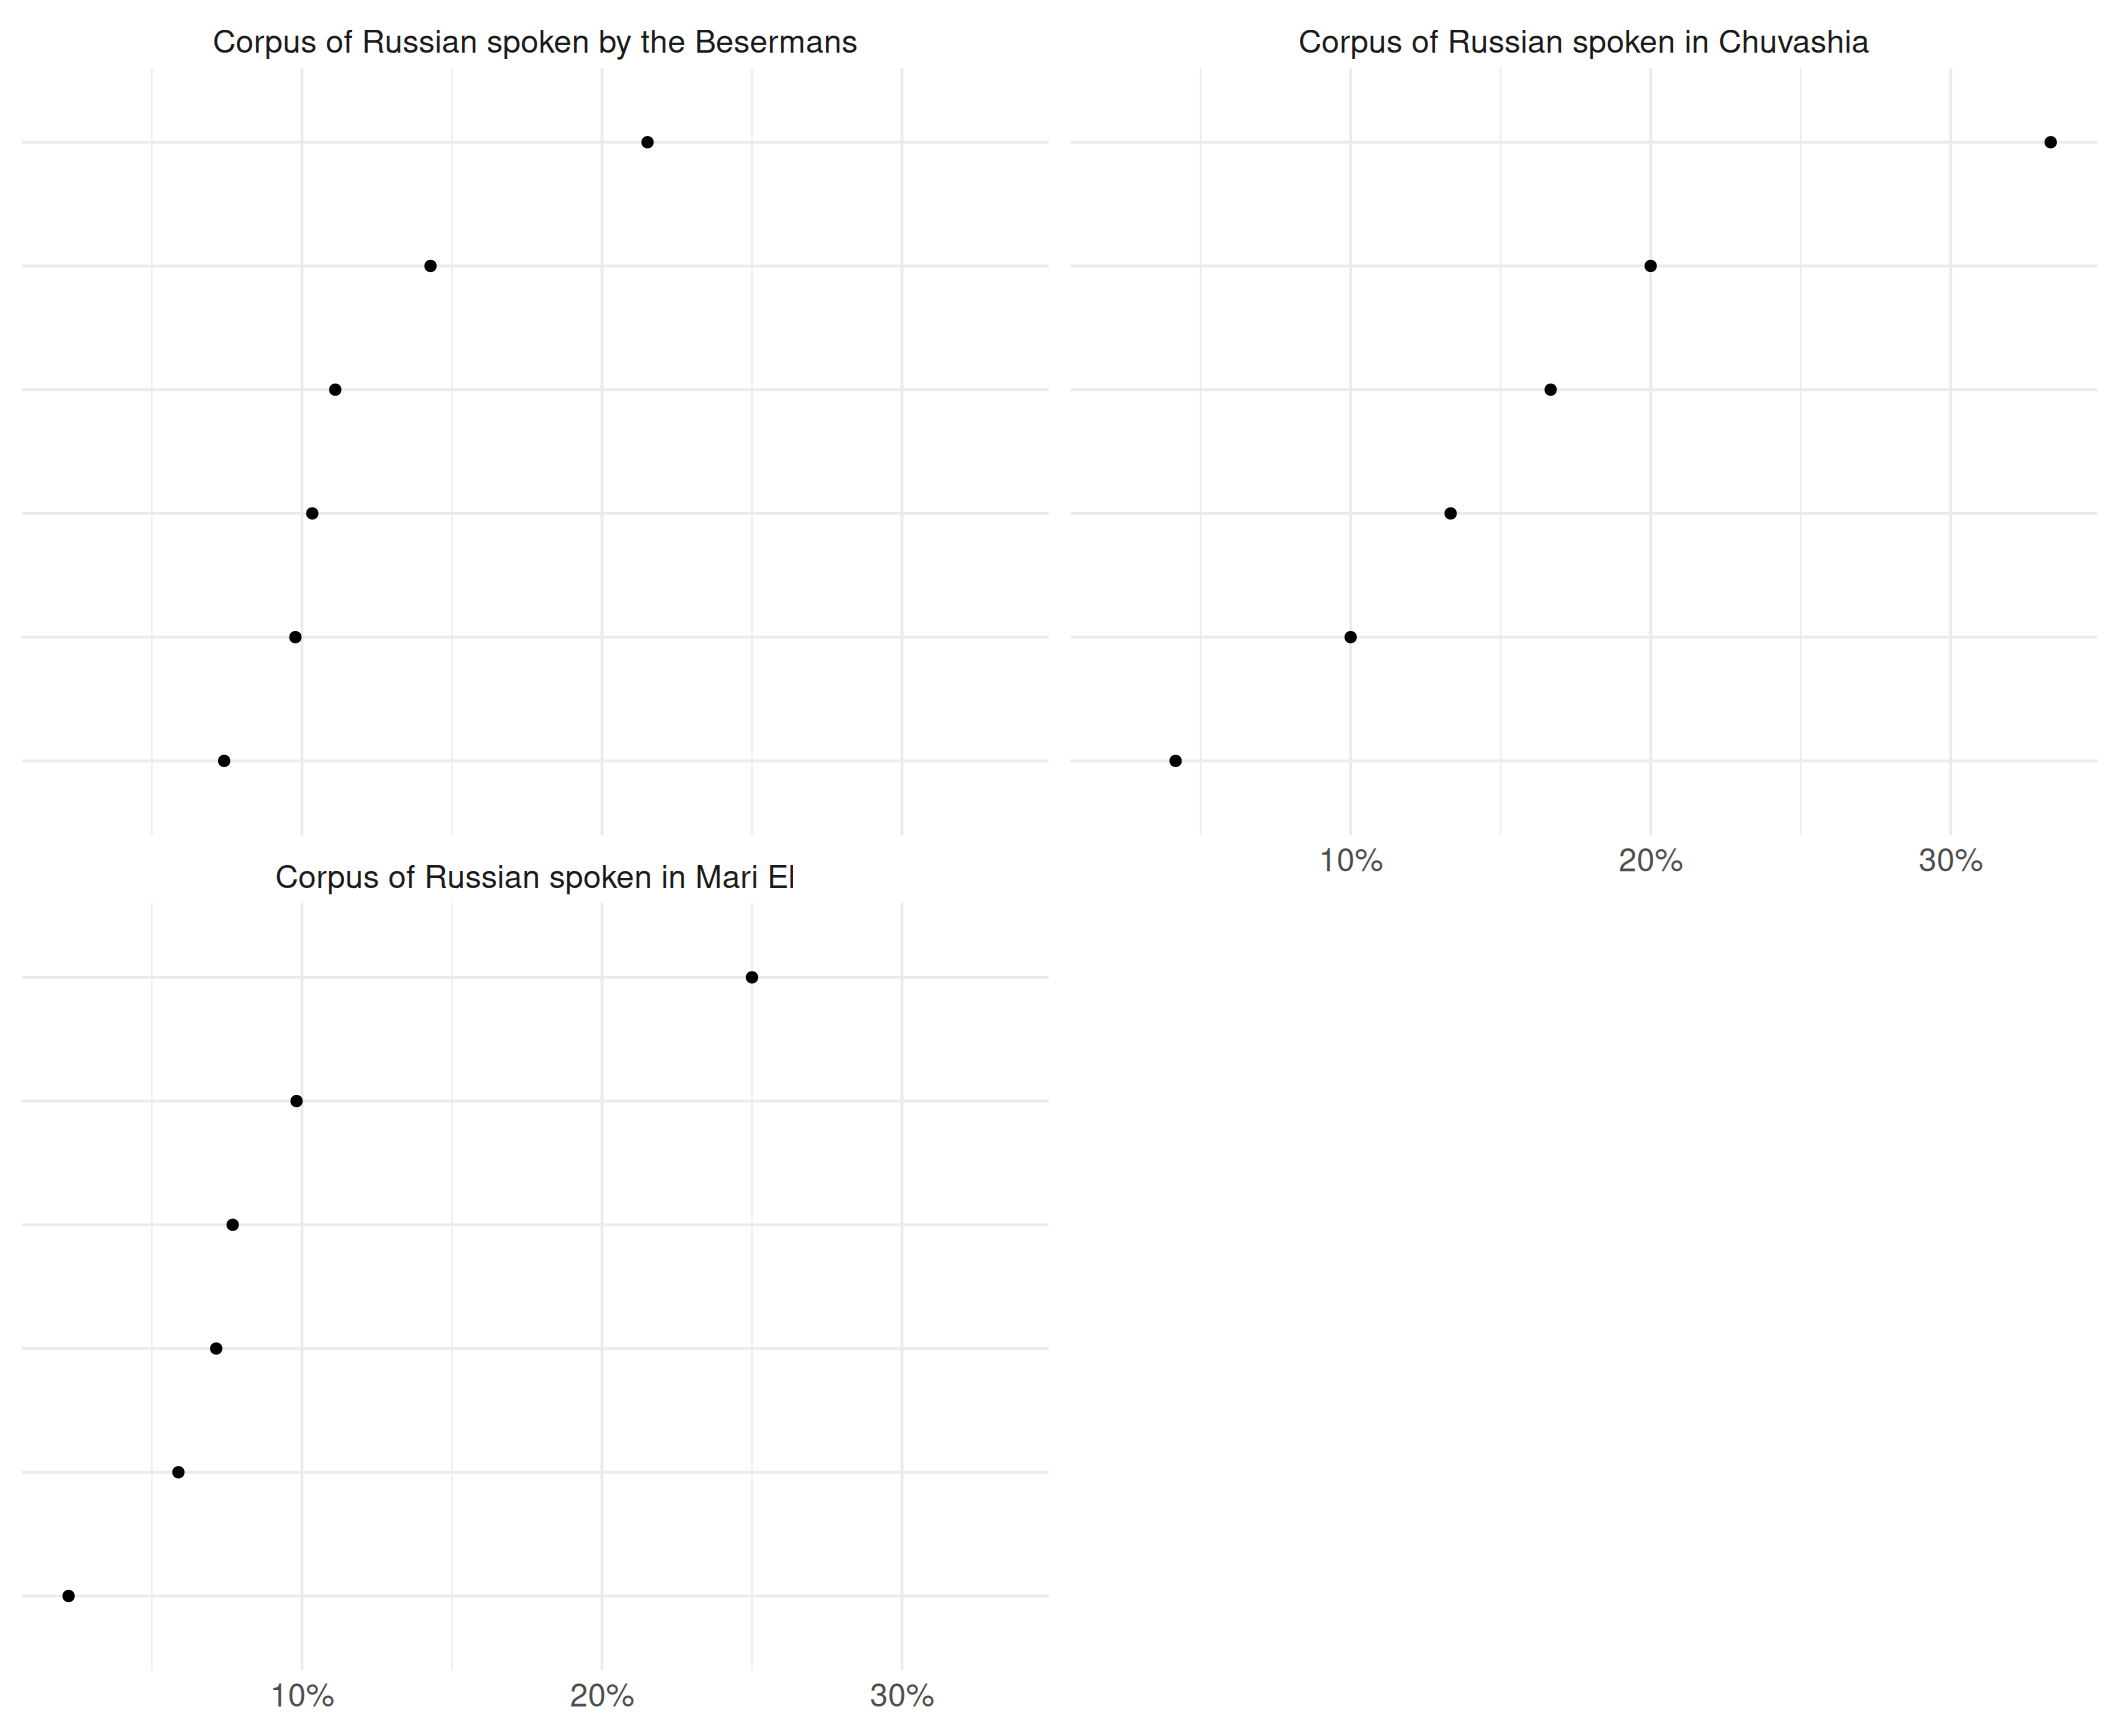 Corpus of Russian spoken by the Besermans
Corpus of Russian spoken in Chuvashia
10% 20% 30%
Corpus of Russian spoken in Mari El
10% 20% 30%